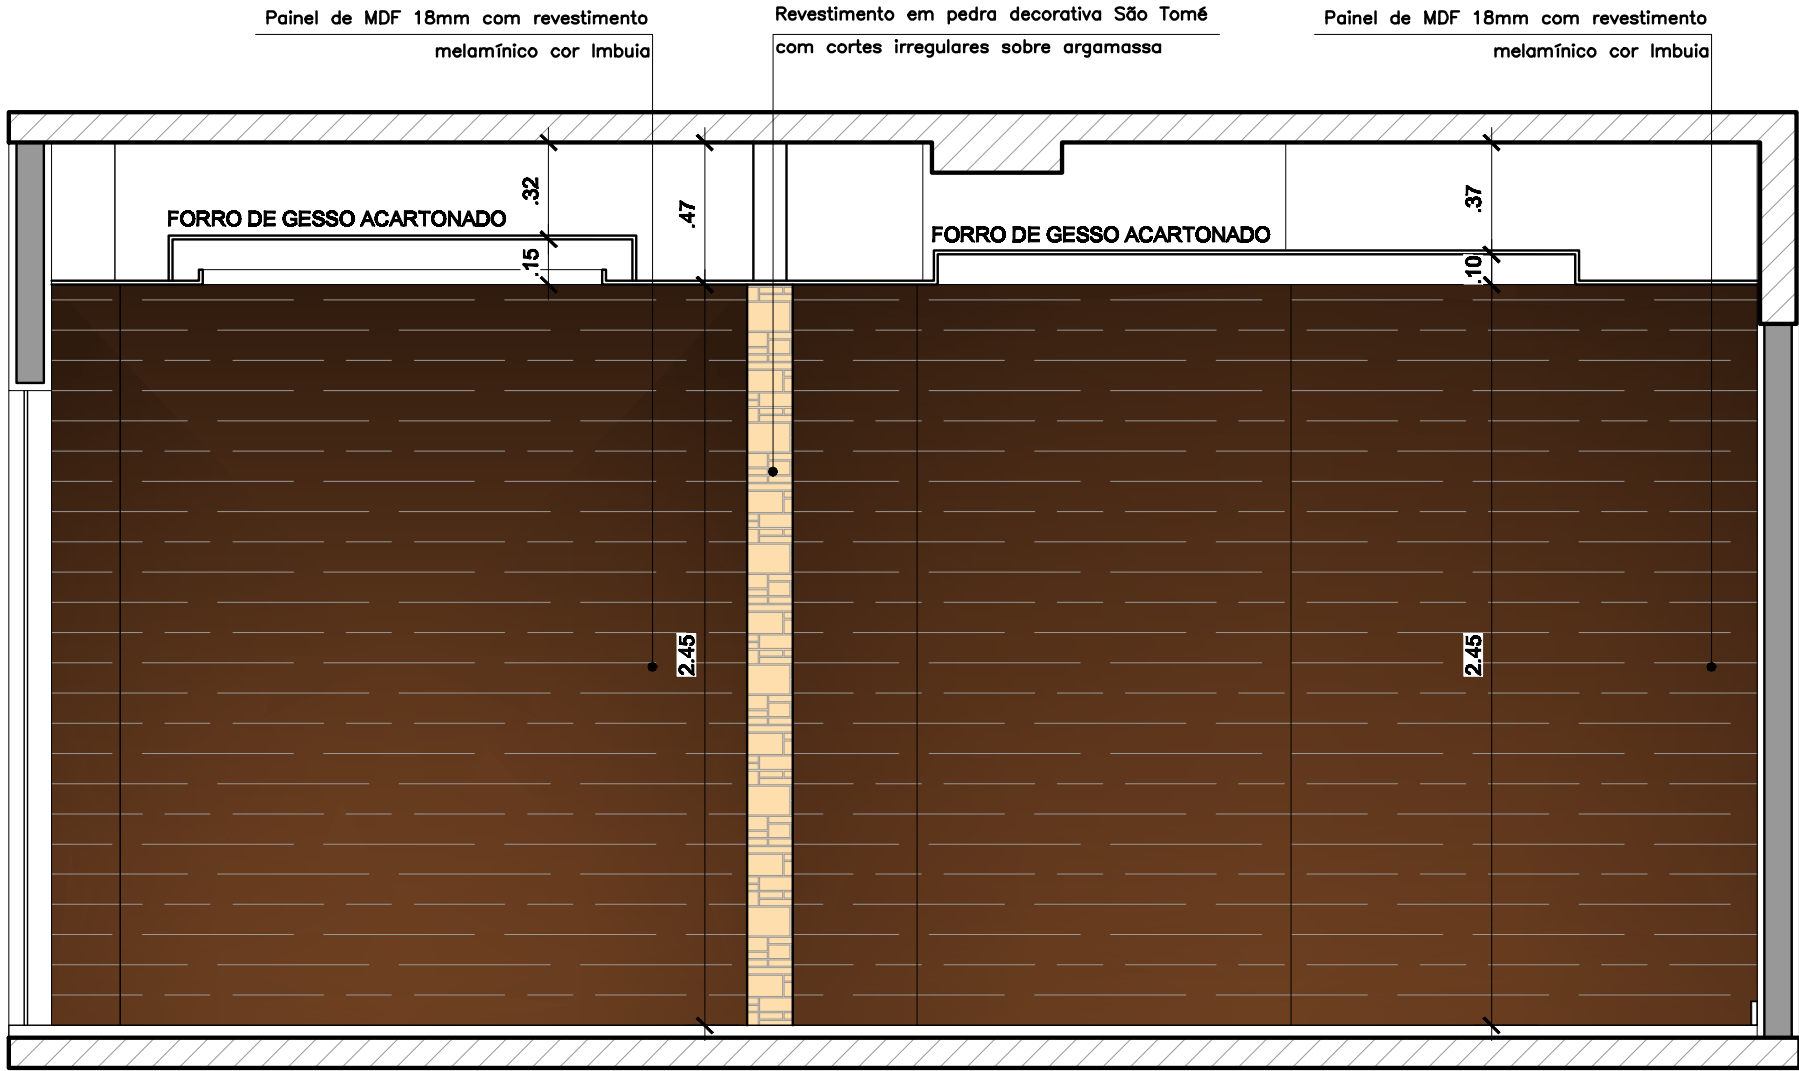 Painel de MDF 18mm com revestimento
melamínico cor Imbuia
Revestimento em pedra decorativa São Tomé
com cortes irregulares sobre argamassa
Painel de MDF 18mm com revestimento
melamínico cor Imbuia
.32
.47
.37
FORRO DE GESSO ACARTONADO
FORRO DE GESSO ACARTONADO
.15
.10
2.45
2.45